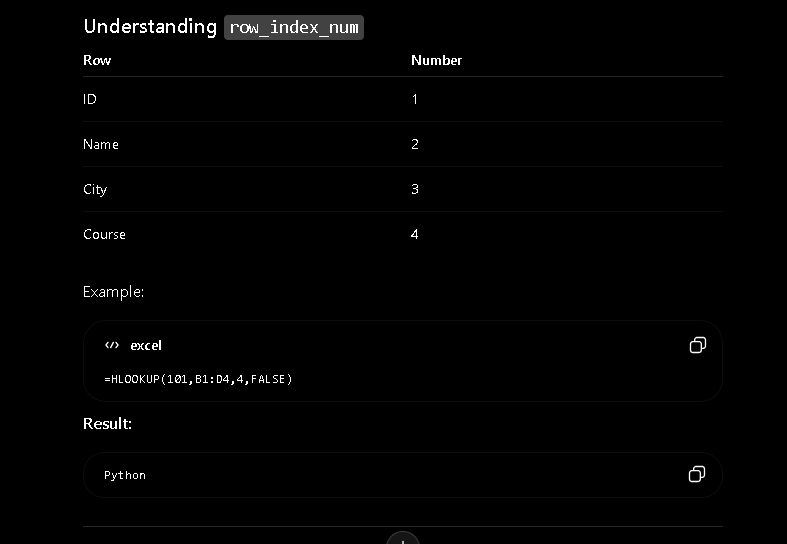 Understanding row_index_num
Row Number
ID 1
Name 2
City 3
Course 4
Example:
</> excel
=HLOOKUP(101,B1:D4,4,FALSE)
Result:
Python